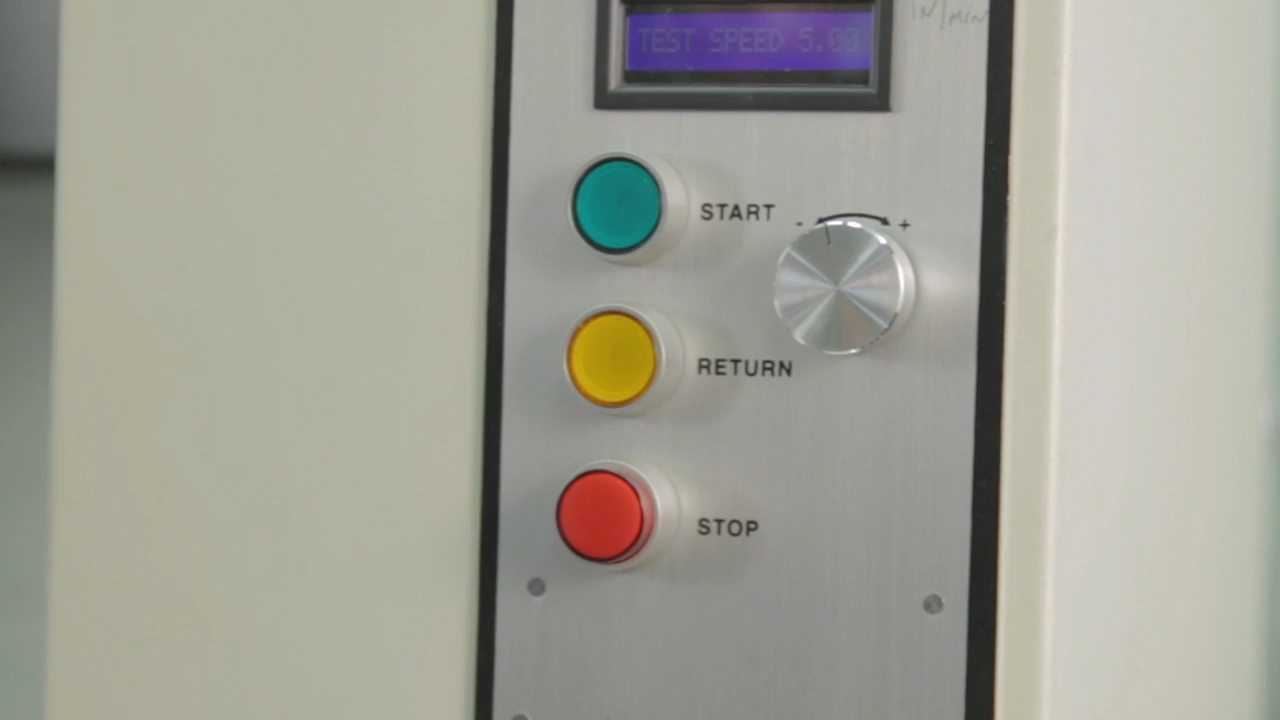 IN/MIN
TEST SPEED 5.00
START
- +
RETURN
STOP